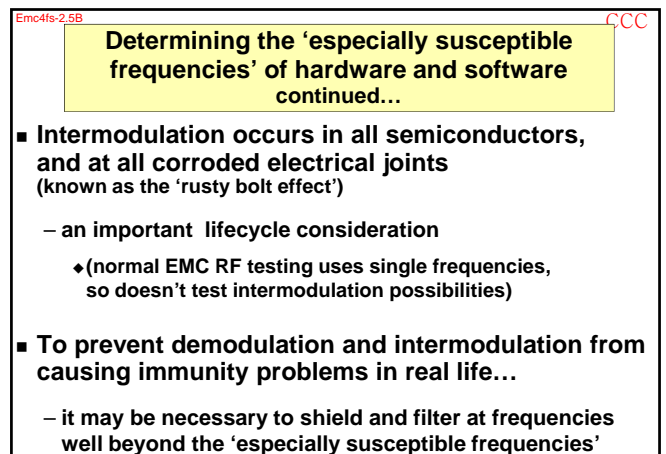 Emc4fs-2.5B
CCC
Determining the ‘especially susceptible
frequencies’ of hardware and software
continued…
■ Intermodulation occurs in all semiconductors,
and at all corroded electrical joints
(known as the ‘rusty bolt effect’)
– an important lifecycle consideration
◆(normal EMC RF testing uses single frequencies,
so doesn’t test intermodulation possibilities)
■ To prevent demodulation and intermodulation from
causing immunity problems in real life…
– it may be necessary to shield and filter at frequencies
well beyond the ‘especially susceptible frequencies’